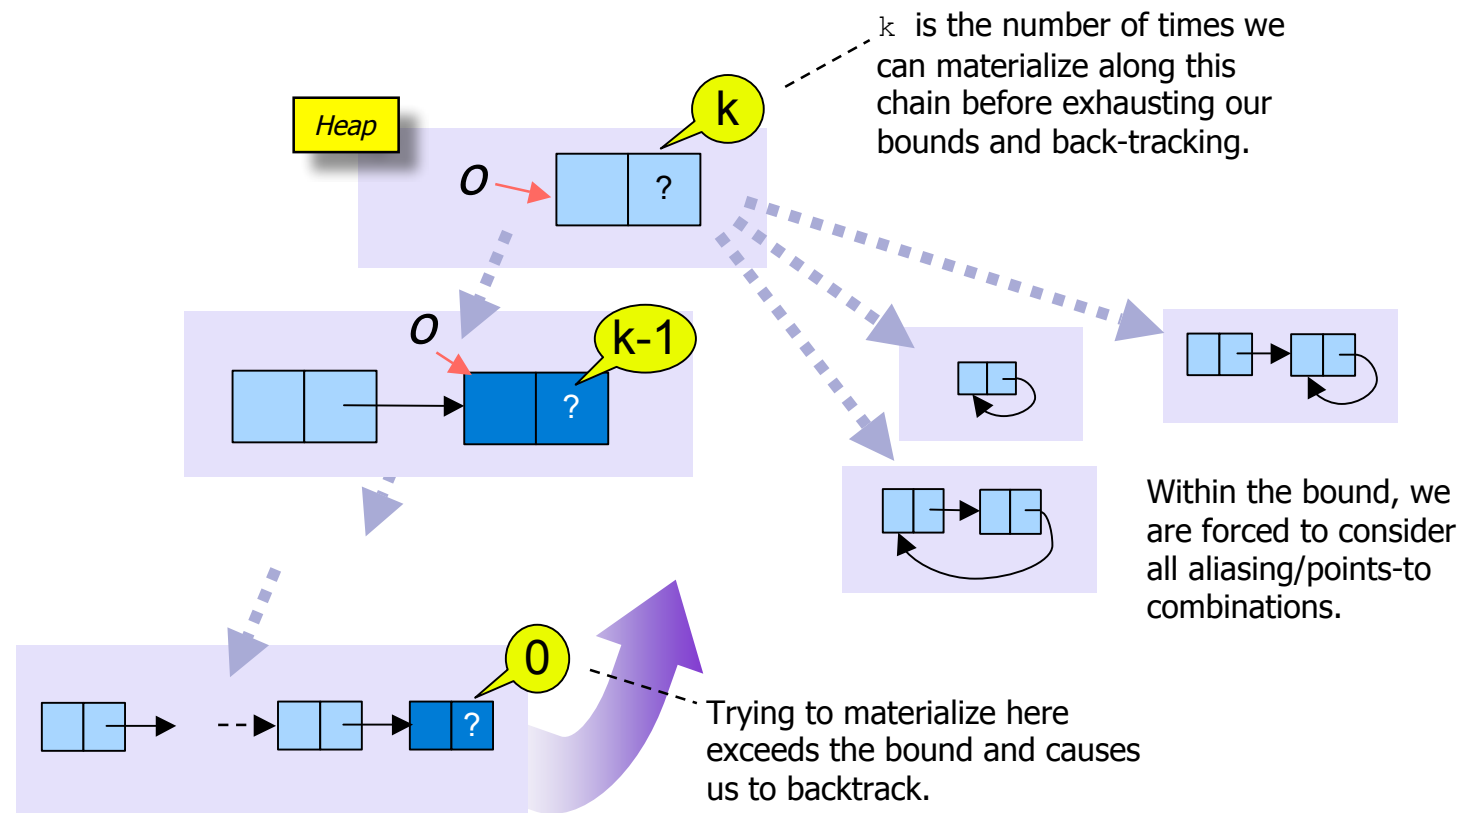 k is the number of times we
can materialize along this
chain before exhausting our
bounds and back-tracking.
Heap
k
o
?
o
k-1
?
Within the bound, we
are forced to consider
all aliasing/points-to
combinations.
0
?
Trying to materialize here
exceeds the bound and causes
us to backtrack.